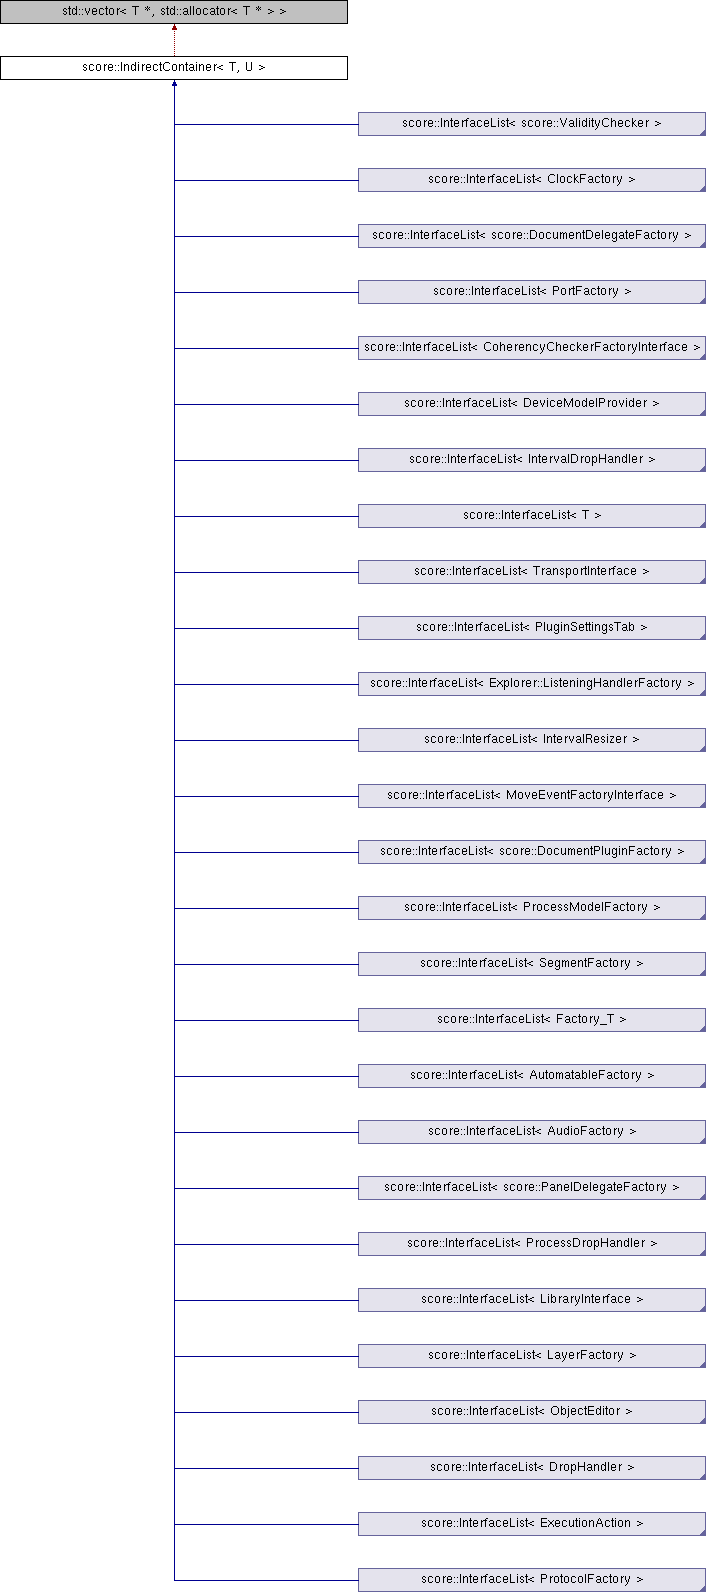 std::vector< T *, std::allocator< T * > >
score::IndirectContainer< T, U >
score::InterfaceList< score::ValidityChecker >
score::InterfaceList< ClockFactory >
score::InterfaceList< score::DocumentDelegateFactory >
score::InterfaceList< PortFactory >
score::InterfaceList< CoherencyCheckerFactoryInterface >
score::InterfaceList< DeviceModelProvider >
score::InterfaceList< IntervalDropHandler >
score::InterfaceList< T >
score::InterfaceList< TransportInterface >
score::InterfaceList< PluginSettingsTab >
score::InterfaceList< Explorer::ListeningHandlerFactory >
score::InterfaceList< IntervalResizer >
score::InterfaceList< MoveEventFactoryInterface >
score::InterfaceList< score::DocumentPluginFactory >
score::InterfaceList< ProcessModelFactory >
score::InterfaceList< SegmentFactory >
score::InterfaceList< Factory_T >
score::InterfaceList< AutomatableFactory >
score::InterfaceList< AudioFactory >
score::InterfaceList< score::PanelDelegateFactory >
score::InterfaceList< ProcessDropHandler >
score::InterfaceList< LibraryInterface >
score::InterfaceList< LayerFactory >
score::InterfaceList< ObjectEditor >
score::InterfaceList< DropHandler >
score::InterfaceList< ExecutionAction >
score::InterfaceList< ProtocolFactory >